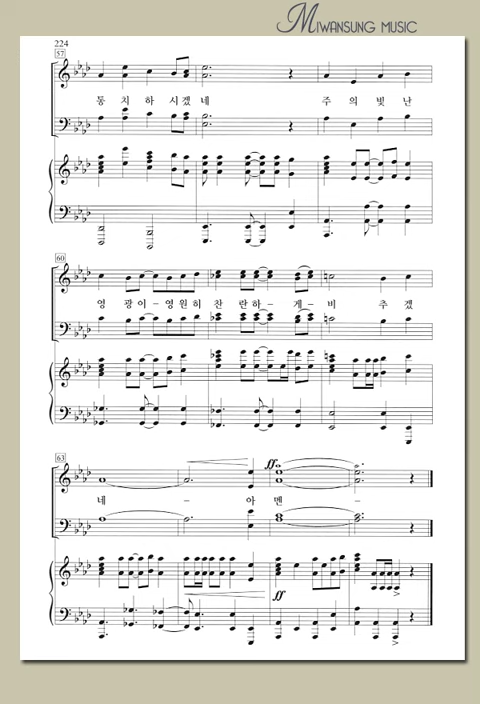 MIWANSUNG MUSIC
224
57
통 치 하 시 겠 네 주 의 빛 난
60
영 광 이 - 영 원 히 찬 란 하 - 게 - 비 추 겠
63
ff
네 - 아 멘 -
ff